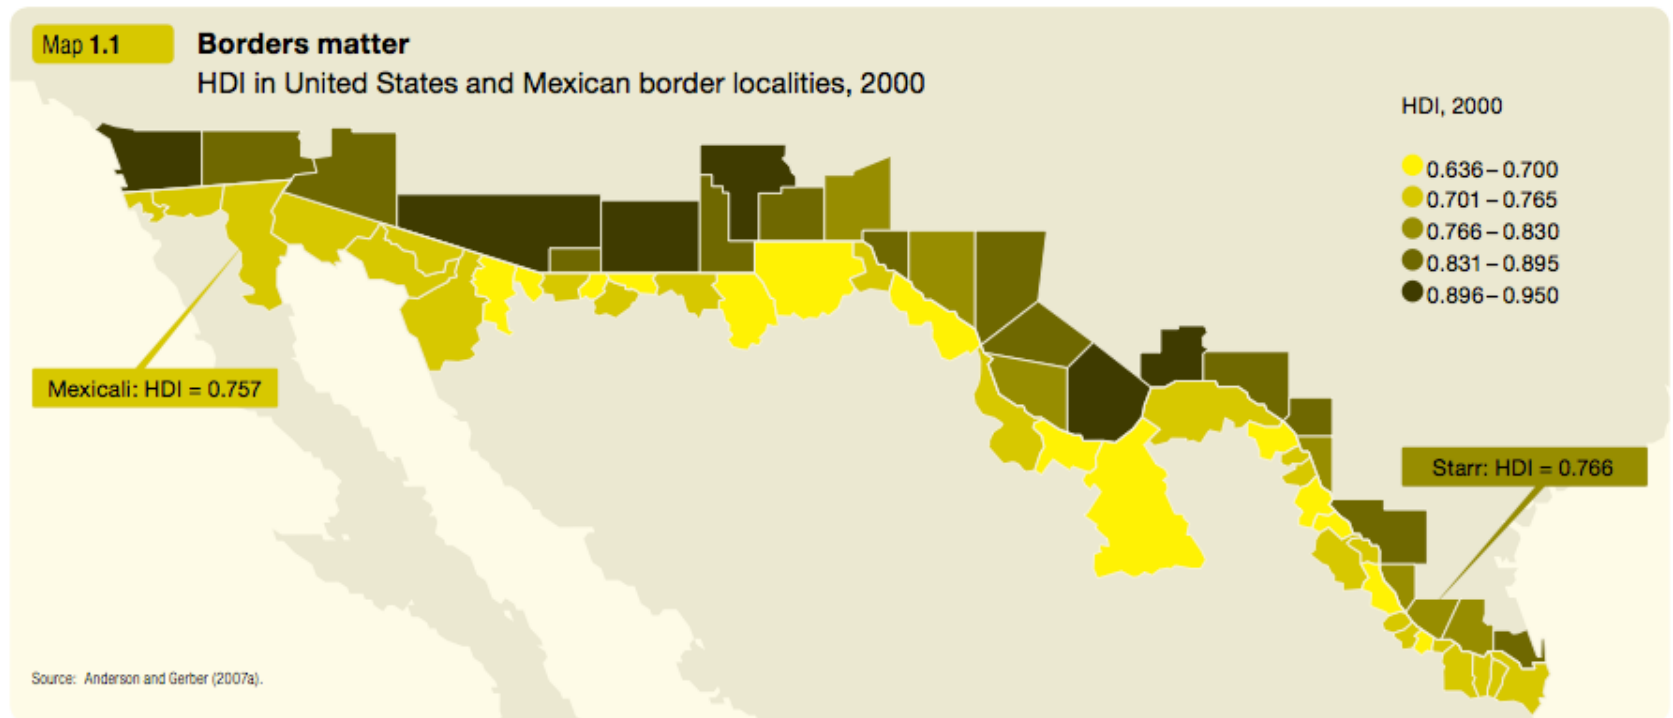 Map 1.1
Borders matter
HDI in United States and Mexican border localities, 2000
HDI, 2000
0.636 – 0.700
0.701 – 0.765
0.766 – 0.830
0.831 – 0.895
0.896 – 0.950
Mexicali: HDI = 0.757
Starr: HDI = 0.766
Source: Anderson and Gerber (2007a).